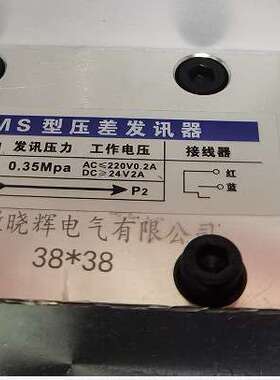 MS型压差发讯器
发讯压力 工作电压 接线器
0.35Mpa AC≤220V0.2A DC≥24V2A 红
蓝
P2
晓辉电气有限公司
38*38